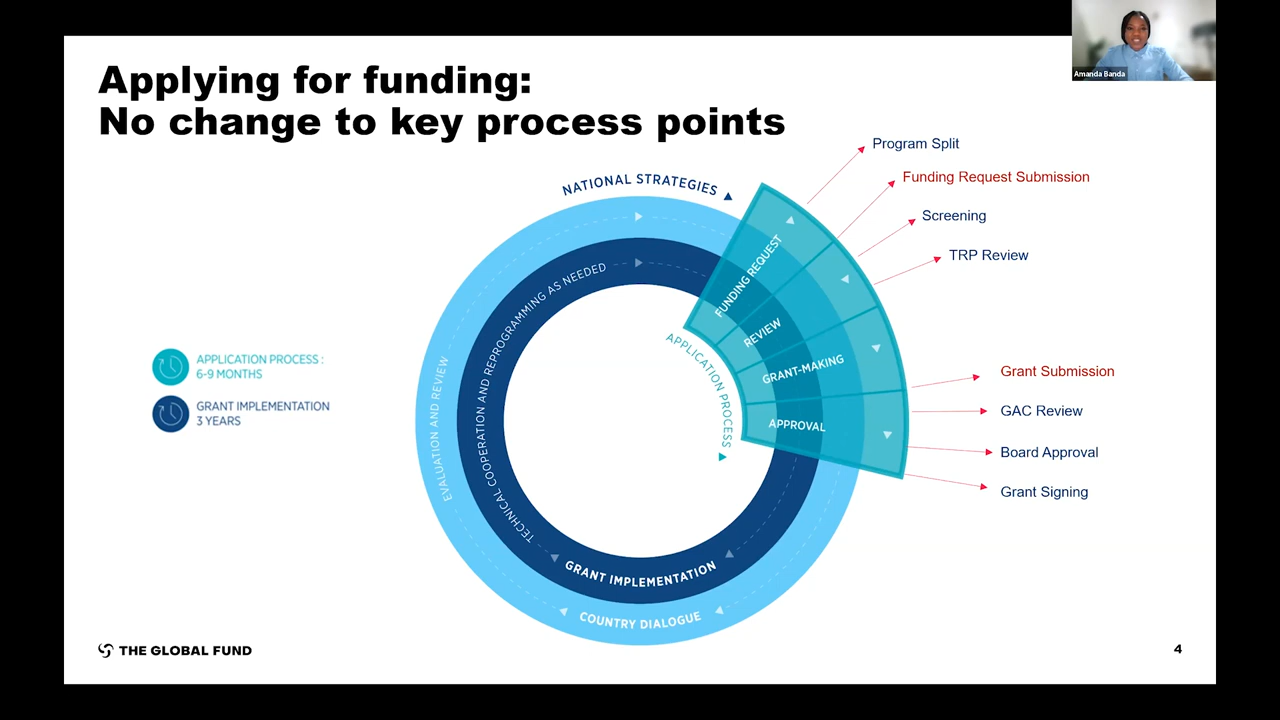 Amanda Banda
Applying for funding:
No change to key process points
Program Split
Funding Request Submission
Screening
TRP Review
NATIONAL STRATEGIES
FUNDING REQUEST
REVIEW
GRANT-MAKING
APPROVAL
APPLICATION PROCESS
TECHNICAL COOPERATION AND REPROGRAMMING AS NEEDED
EVALUATION AND REVIEW
APPLICATION PROCESS :
6-9 MONTHS
GRANT IMPLEMENTATION
3 YEARS
Grant Submission
GAC Review
Board Approval
Grant Signing
GRANT IMPLEMENTATION
COUNTRY DIALOGUE
THE GLOBAL FUND
4